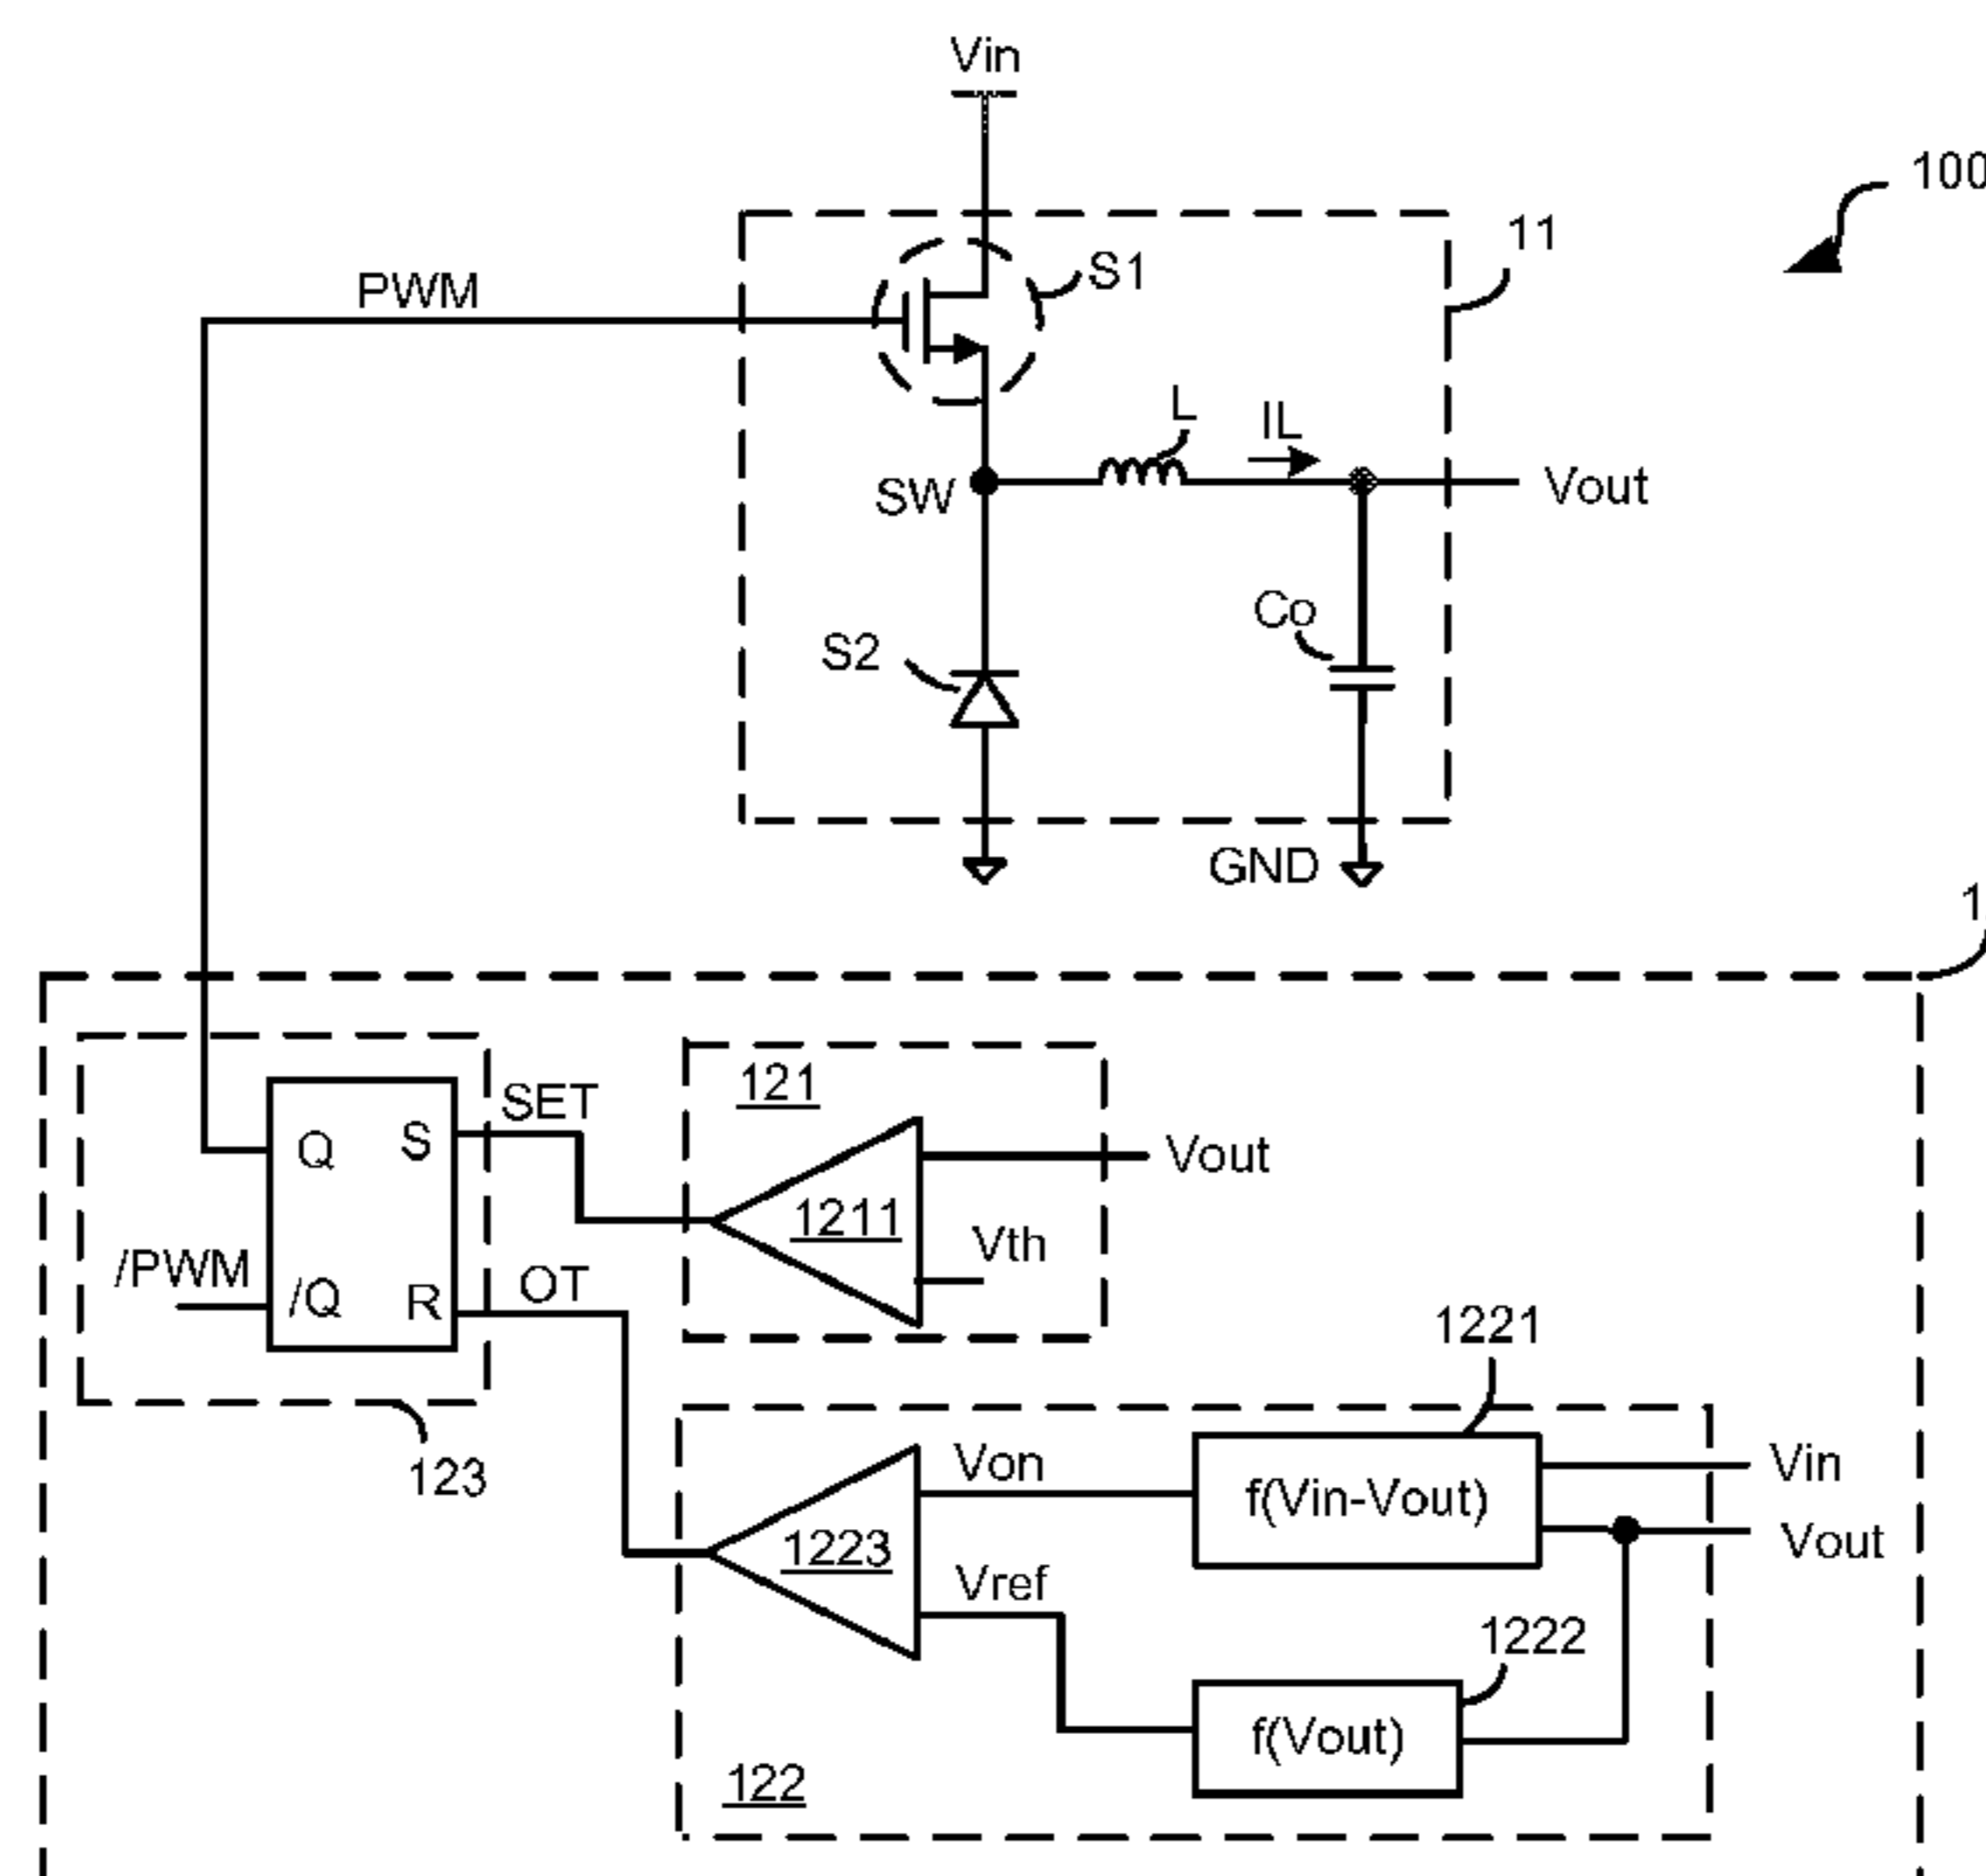 Vin
100
11
S1
PWM
L
IL
SW
Vout
Co
S2
GND
1
SET
121
Q
S
Vout
1211
Vth
/PWM
/Q
R
OT
1221
123
Von
f(Vin-Vout)
Vin
1223
Vout
Vref
1222
f(Vout)
122